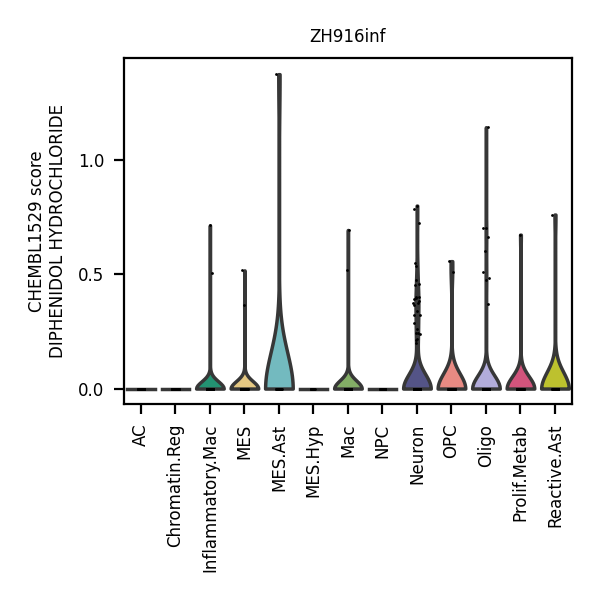 ZH916inf
CHEMBL1529 score
DIPHENIDOL HYDROCHLORIDE
1.0
0.5
0.0
AC
Chromatin.Reg
Inflammatory.Mac
MES
MES.Ast
MES.Hyp
Mac
NPC
Neuron
OPC
Oligo
Prolif.Metab
Reactive.Ast